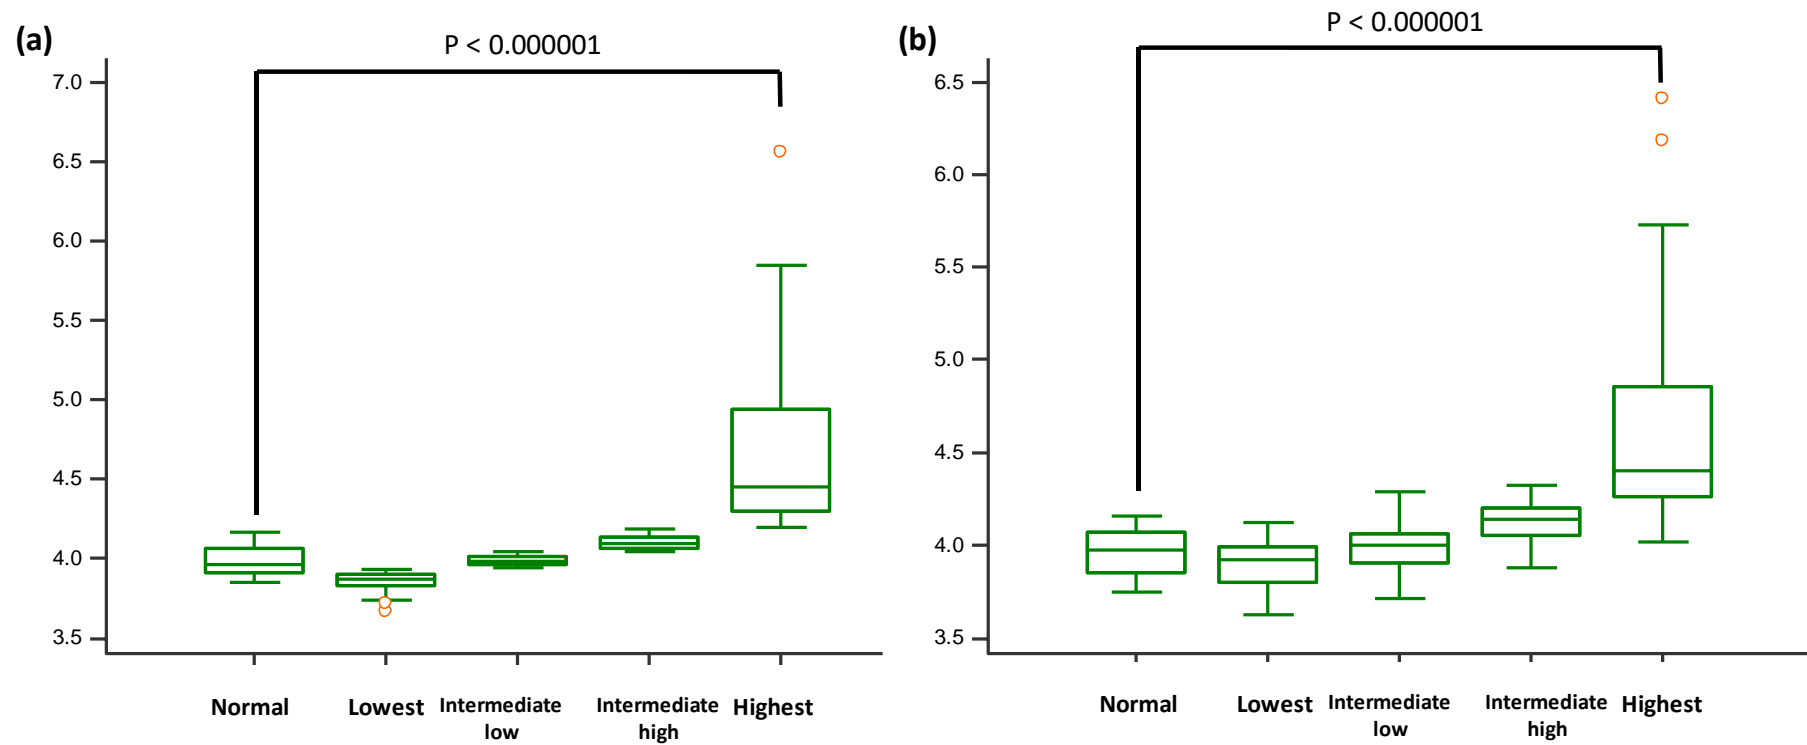 (a)
P < 0.000001
7.0
6.5
6.0
5.5
5.0
4.5
4.0
3.5
Normal
Lowest
Intermediate
low
Intermediate
high
Highest
(b)
P < 0.000001
6.5
6.0
5.5
5.0
4.5
4.0
3.5
Normal
Lowest
Intermediate
low
Intermediate
high
Highest